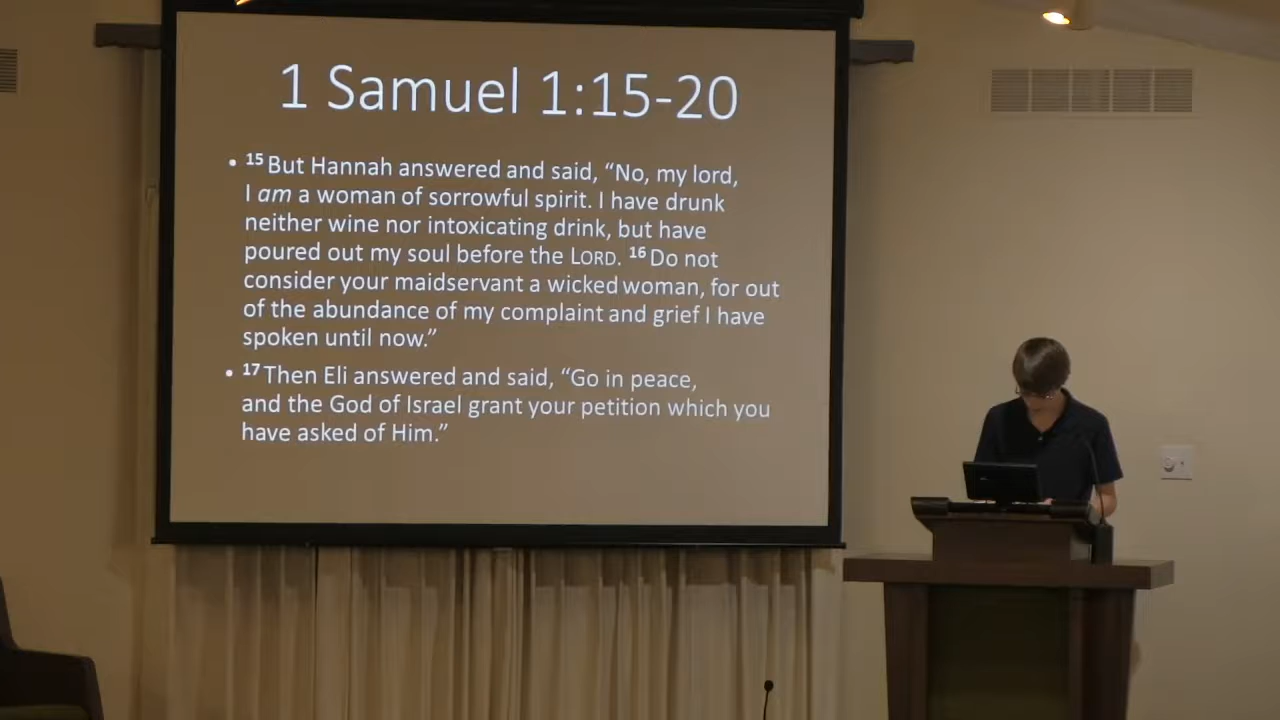 1 Samuel 1:15-20
• 15 But Hannah answered and said, “No, my lord,
I am a woman of sorrowful spirit. I have drunk
neither wine nor intoxicating drink, but have
poured out my soul before the LORD. 16 Do not
consider your maidservant a wicked woman, for out
of the abundance of my complaint and grief I have
spoken until now.”
• 17 Then Eli answered and said, “Go in peace,
and the God of Israel grant your petition which you
have asked of Him.”